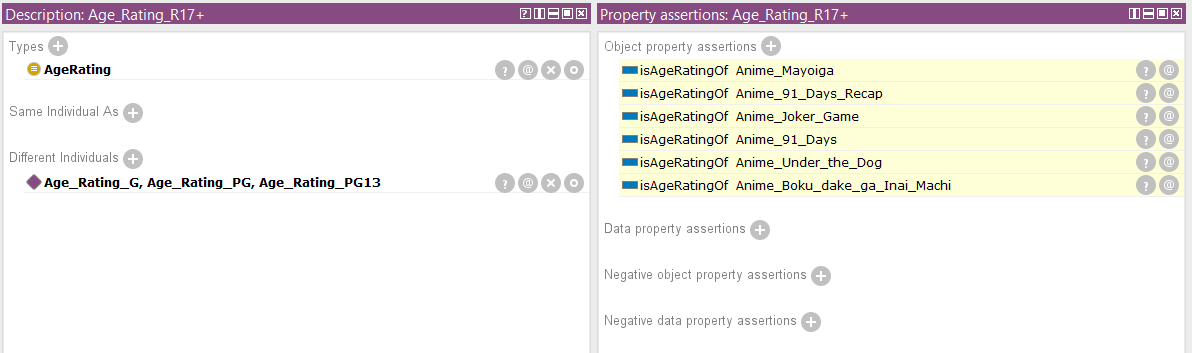 Description: Age_Rating_R17+
Types
AgeRating
Same Individual As
Different Individuals
Age_Rating_G, Age_Rating_PG, Age_Rating_PG13
Property assertions: Age_Rating_R17+
Object property assertions
isAgeRatingOf Anime_Mayoiga
isAgeRatingOf Anime_91_Days_Recap
isAgeRatingOf Anime_Joker_Game
isAgeRatingOf Anime_91_Days
isAgeRatingOf Anime_Under_the_Dog
isAgeRatingOf Anime_Boku_dake_ga_Inai_Machi
Data property assertions
Negative object property assertions
Negative data property assertions